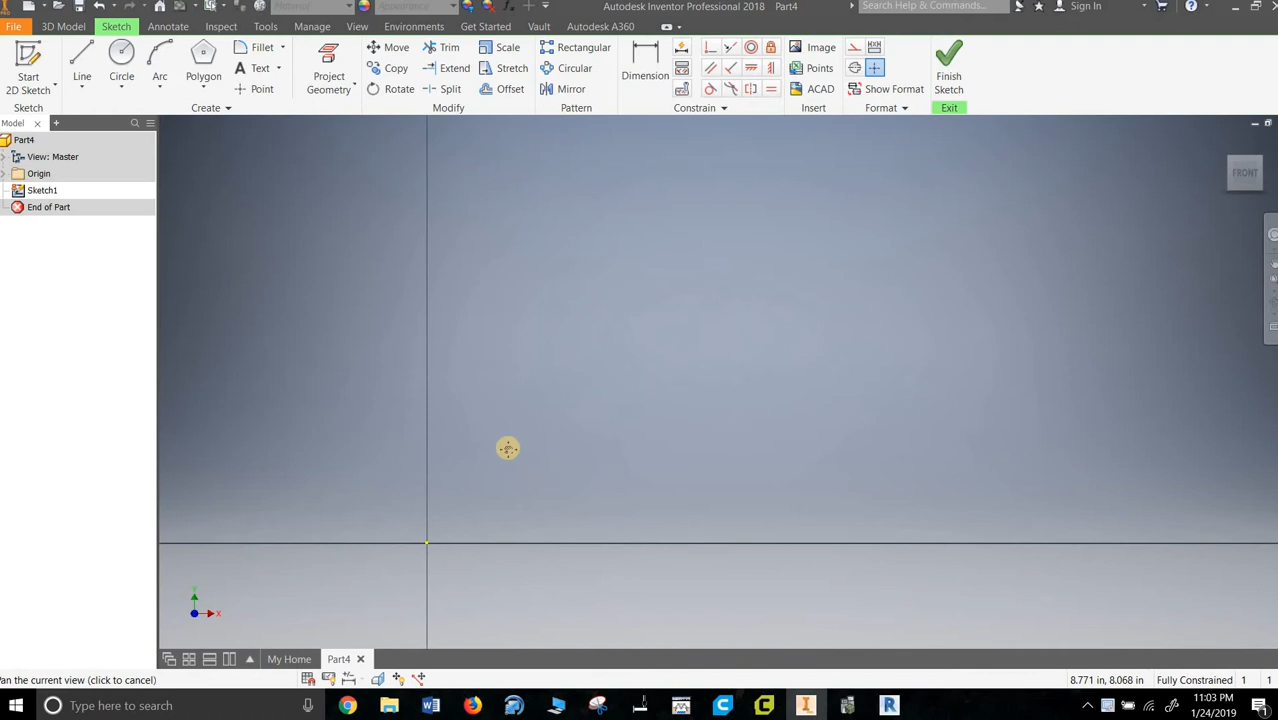 Material Appearance Autodesk Inventor Professional 2018 Part4 Search Help & Commands... Sign In
File 3D Model Sketch Annotate Inspect Tools Manage View Environments Get Started Vault Autodesk A360
Start 2D Sketch Line Circle Arc Polygon Fillet Text Point Project Geometry Move Copy Rotate Trim Extend Split Scale Stretch Offset Rectangular Circular Mirror Dimension Image Points ACAD Show Format Finish Sketch
Sketch Create Modify Pattern Constrain Insert Format Exit
Model
Part4
View: Master
Origin
Sketch1
End of Part
FRONT
Y
X
My Home Part4
Pan the current view (click to cancel) 8.771 in, 8.068 in Fully Constrained 1 1
Type here to search 11:03 PM
1/24/2019